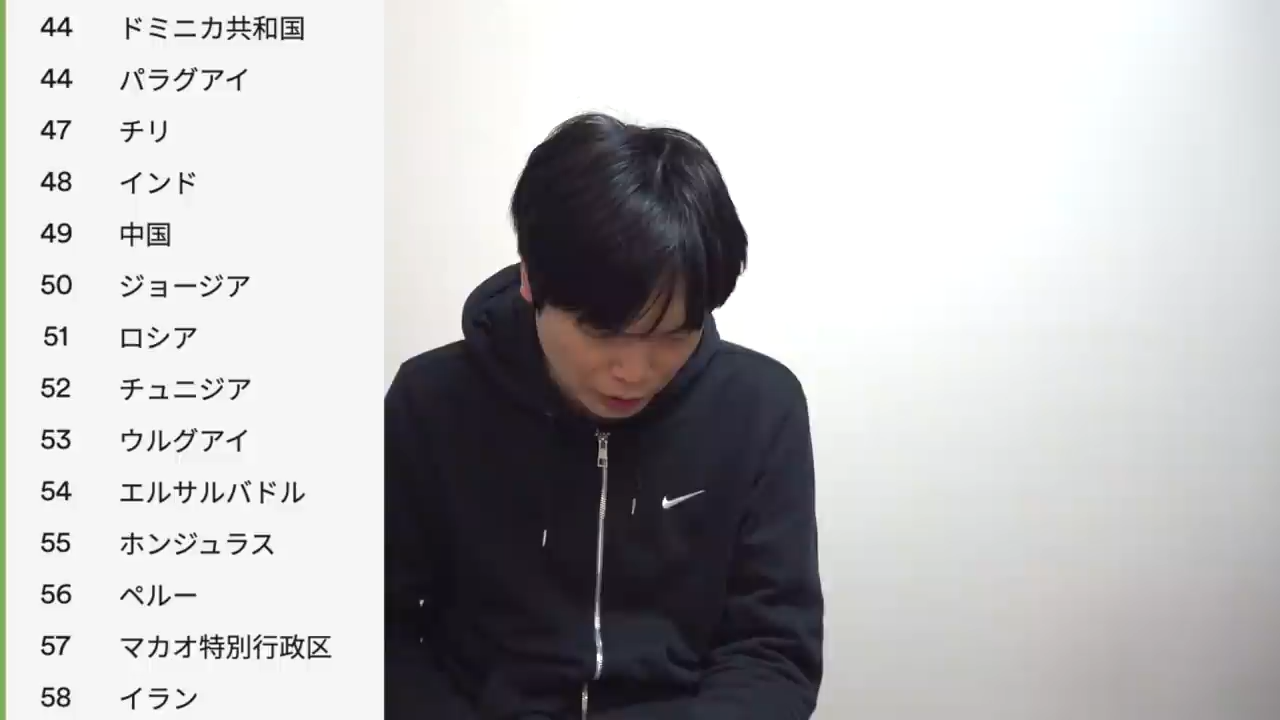 44 ドミニカ共和国
44 パラグアイ
47 チリ
48 インド
49 中国
50 ジョージア
51 ロシア
52 チュニジア
53 ウルグアイ
54 エルサルバドル
55 ホンジュラス
56 ペルー
57 マカオ特別行政区
58 イラン